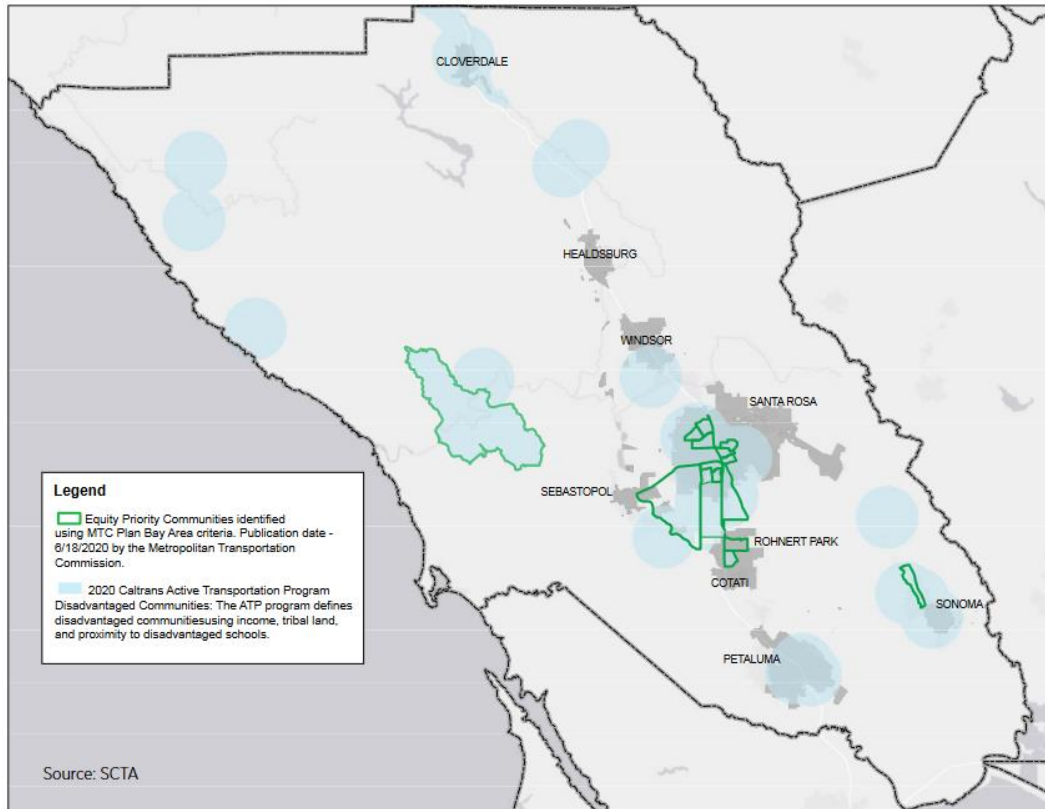 CLOVERDALE
HEALDSBURG
WINDSOR
SANTA ROSA
SEBASTOPOL
ROHNERT PARK
COTATI
SONOMA
PETALUMA
Legend
Equity Priority Communities identified
using MTC Plan Bay Area criteria. Publication date -
6/18/2020 by the Metropolitan Transportation
Commission.
2020 Caltrans Active Transportation Program
Disadvantaged Communities: The ATP program defines
disadvantaged communitiesusing income, tribal land,
and proximity to disadvantaged schools.
Source: SCTA